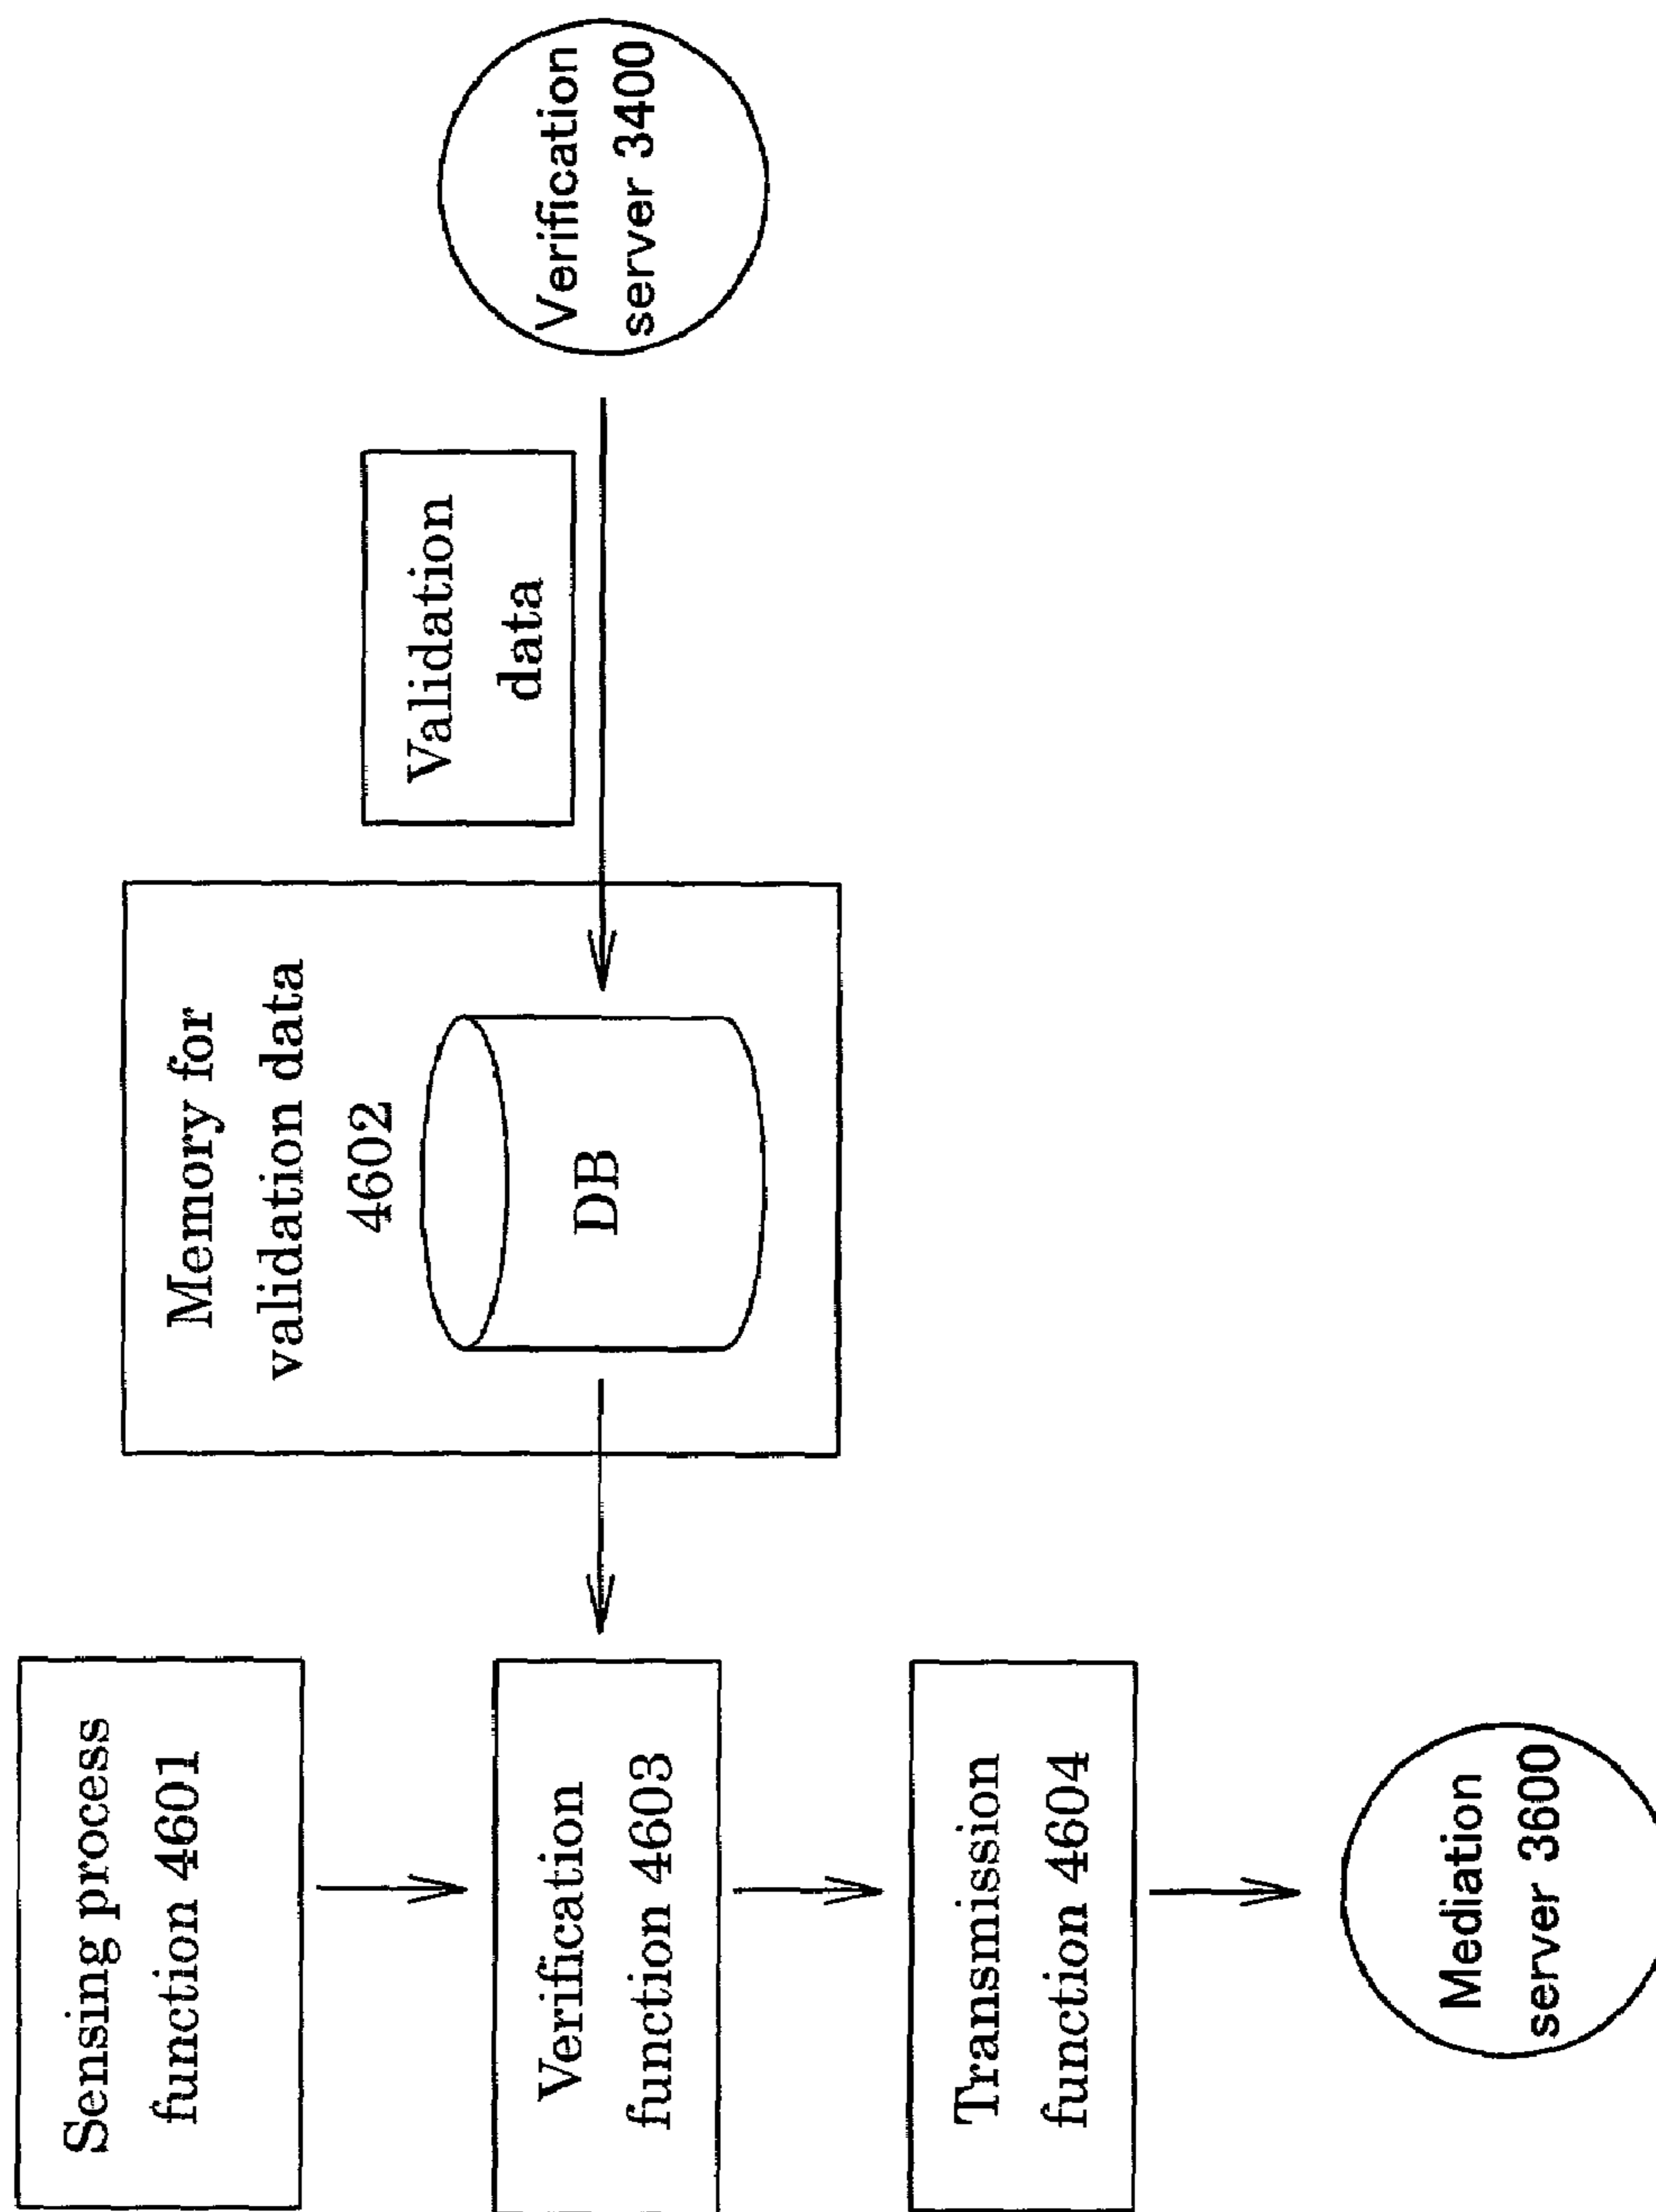 Sensing process
function 4601
Verification
function 4603
Transmission
function 4604
Mediation
server 3600
Memory for
validation data
4602
DB
Validation
data
Verification
server 3400